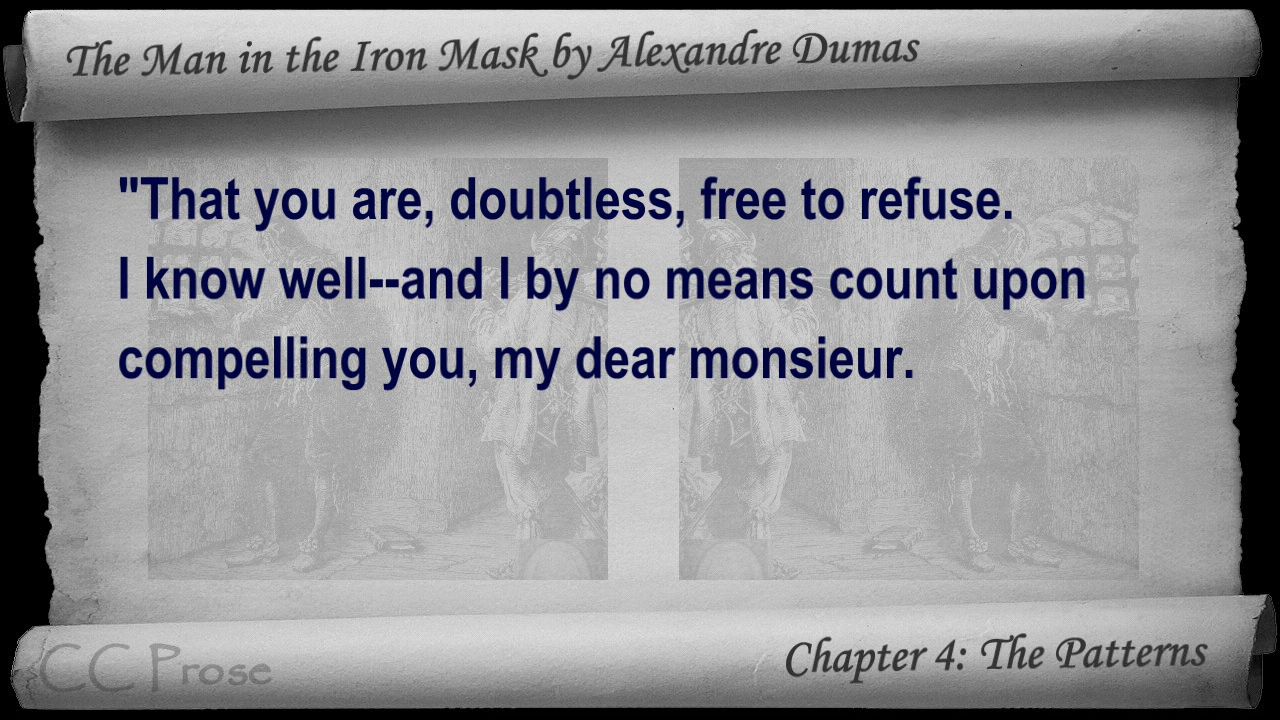 The Man in the Iron Mask by Alexandre Dumas
"That you are, doubtless, free to refuse.
I know well--and I by no means count upon
compelling you, my dear monsieur.
CC Prose
Chapter 4: The Patterns